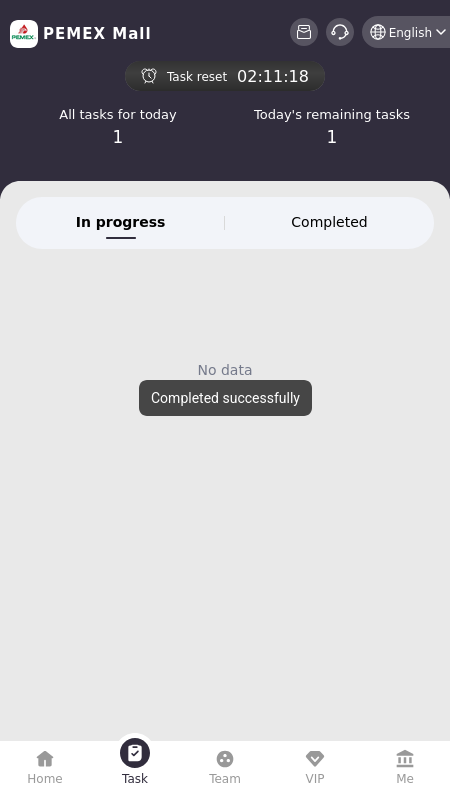 PEMEX Mall
English
Task reset 02:11:18
All tasks for today
1
Today's remaining tasks
1
In progress
Completed
No data
Completed successfully
Home
Task
Team
VIP
Me